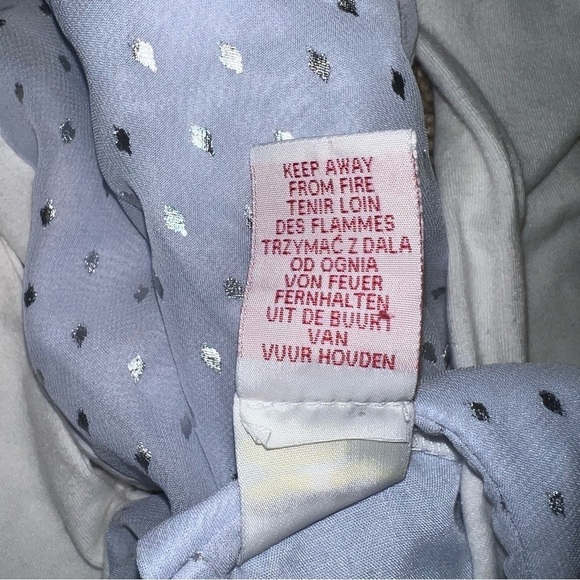 KEEP AWAY
FROM FIRE
TENIR LOIN
DES FLAMMES
TRZYMAĆ Z DALA
OD OGNIA
VON FEUER
FERNHALTEN
UIT DE BUURT
VAN
VUUR HOUDEN